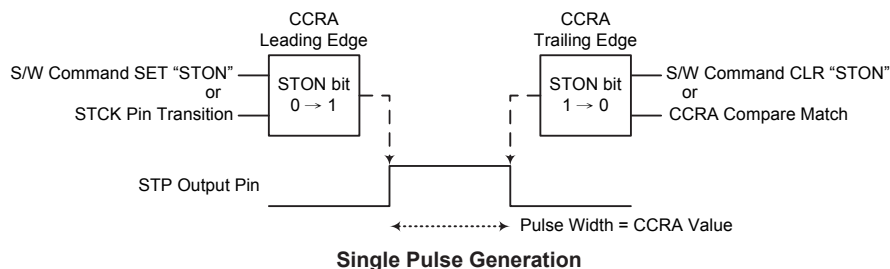 CCRA
Leading Edge
CCRA
Trailing Edge
S/W Command SET “STON”
or
STCK Pin Transition
STON bit
0 → 1
STON bit
1 → 0
S/W Command CLR “STON”
or
CCRA Compare Match
STP Output Pin
Pulse Width = CCRA Value
Single Pulse Generation